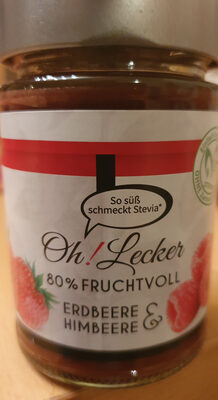 So süß
schmeckt Stevia*
Oh! Lecker
80% FRUCHTVOLL
ERDBEERE &
HIMBEERE